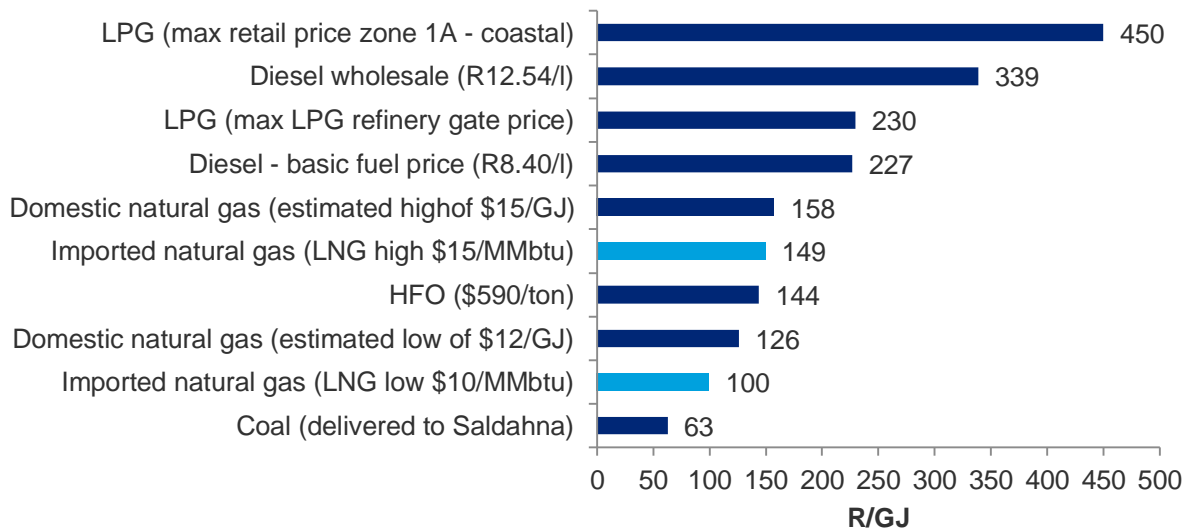 LPG (max retail price zone 1A - coastal) 450
Diesel wholesale (R12.54/l) 339
LPG (max LPG refinery gate price) 230
Diesel - basic fuel price (R8.40/l) 227
Domestic natural gas (estimated highof $15/GJ) 158
Imported natural gas (LNG high $15/MMbtu) 149
HFO ($590/ton) 144
Domestic natural gas (estimated low of $12/GJ) 126
Imported natural gas (LNG low $10/MMbtu) 100
Coal (delivered to Saldahna) 63
0 50 100 150 200 250 300 350 400 450 500
R/GJ